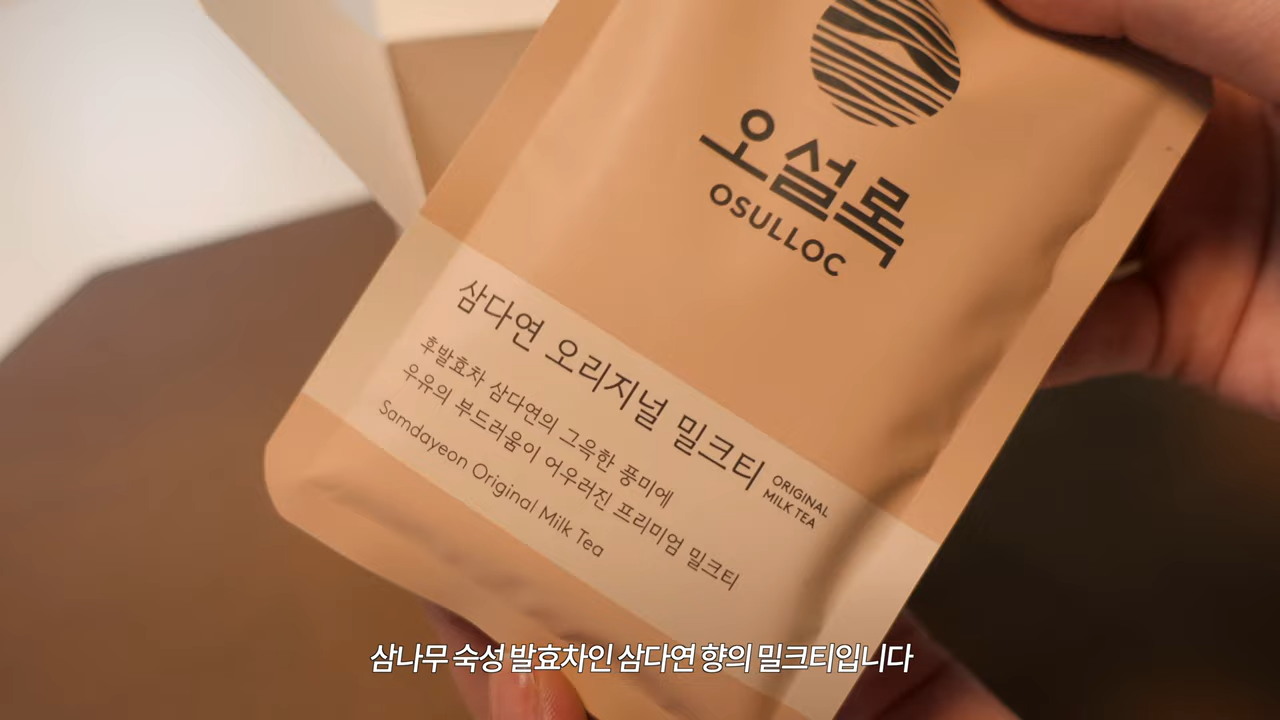 오설록
OSULLOC
삼다연 오리지널 밀크티
ORIGINAL
MILK TEA
후발효차 삼다연의 그윽한 풍미에
우유의 부드러움이 어우러진 프리미엄 밀크티
Samdayeon Original Milk Tea
삼나무 숙성 발효차인 삼다연 향의 밀크티입니다